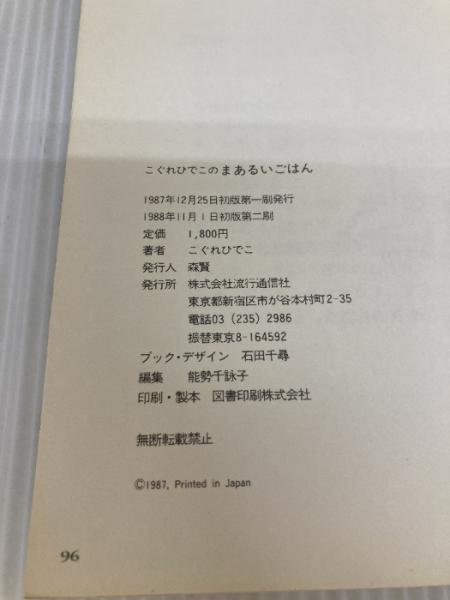 こぐれひでこのまあるいごはん
1987年12月25日初版第一刷発行
1988年11月1日初版第二刷
定価　1,800円
著者　こぐれひでこ
発行人　森賢
発行所　株式会社流行通信社
東京都新宿区市が谷本村町2-35
電話03（235）2986
振替東京8-164592
ブック・デザイン　石田千尋
編集　能勢千詠子
印刷・製本　図書印刷株式会社
無断転載禁止
©1987, Printed in Japan
96